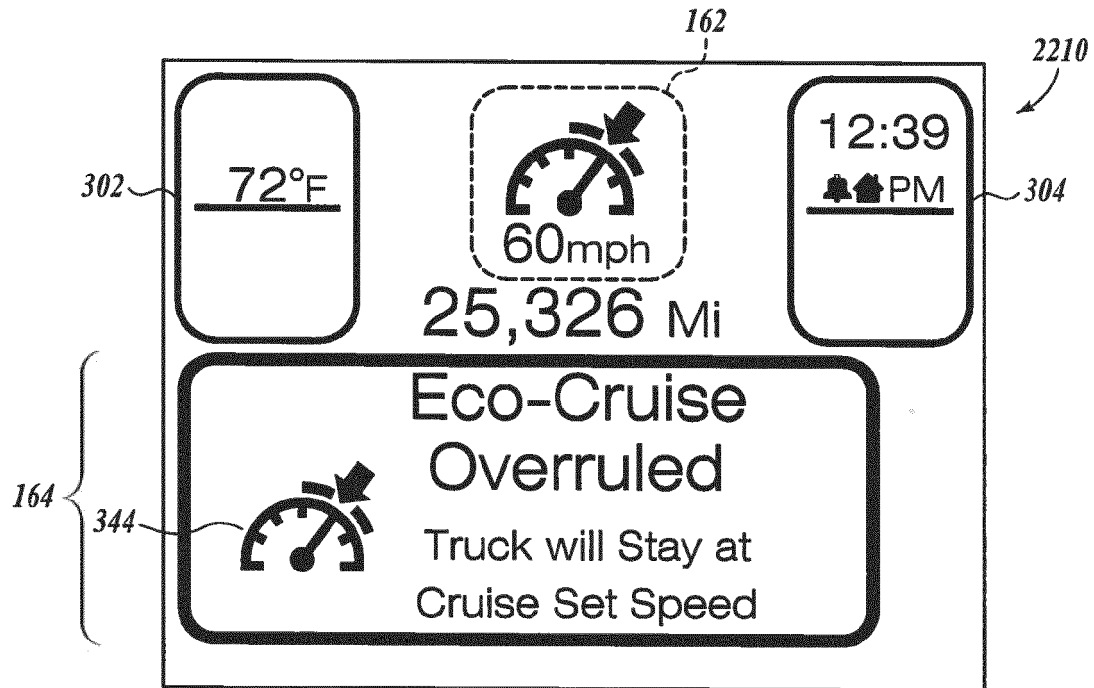 162
2210
302
72°F
60mph
12:39
PM
304
25,326 Mi
164
344
Eco-Cruise
Overruled
Truck will Stay at
Cruise Set Speed